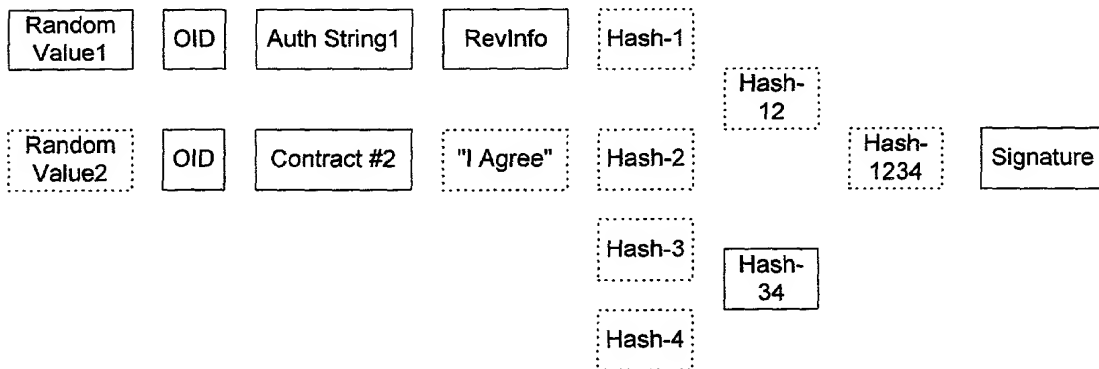 Random
Value1
OID
Auth String1
RevInfo
Hash-1
Hash-
12
Random
Value2
OID
Contract #2
"I Agree"
Hash-2
Hash-
1234
Signature
Hash-3
Hash-
34
Hash-4